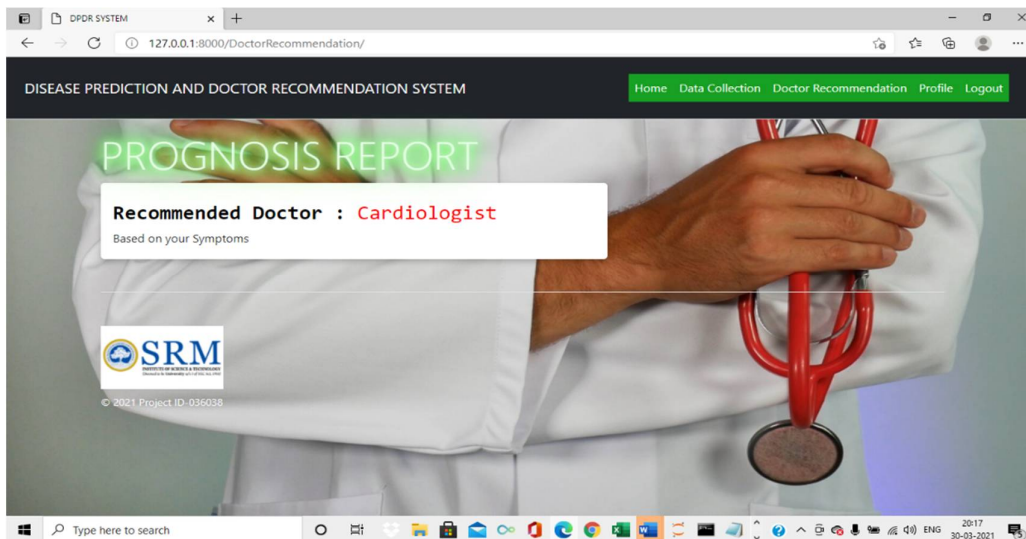 DPDR SYSTEM
127.0.0.1:8000/DoctorRecommendation/
DISEASE PREDICTION AND DOCTOR RECOMMENDATION SYSTEM
Home Data Collection Doctor Recommendation Profile Logout
PROGNOSIS REPORT
Recommended Doctor : Cardiologist
Based on your Symptoms
SRM
INSTITUTE OF SCIENCE & TECHNOLOGY
© 2021 Project ID-036038
Type here to search
ENG
20:17
30-03-2021